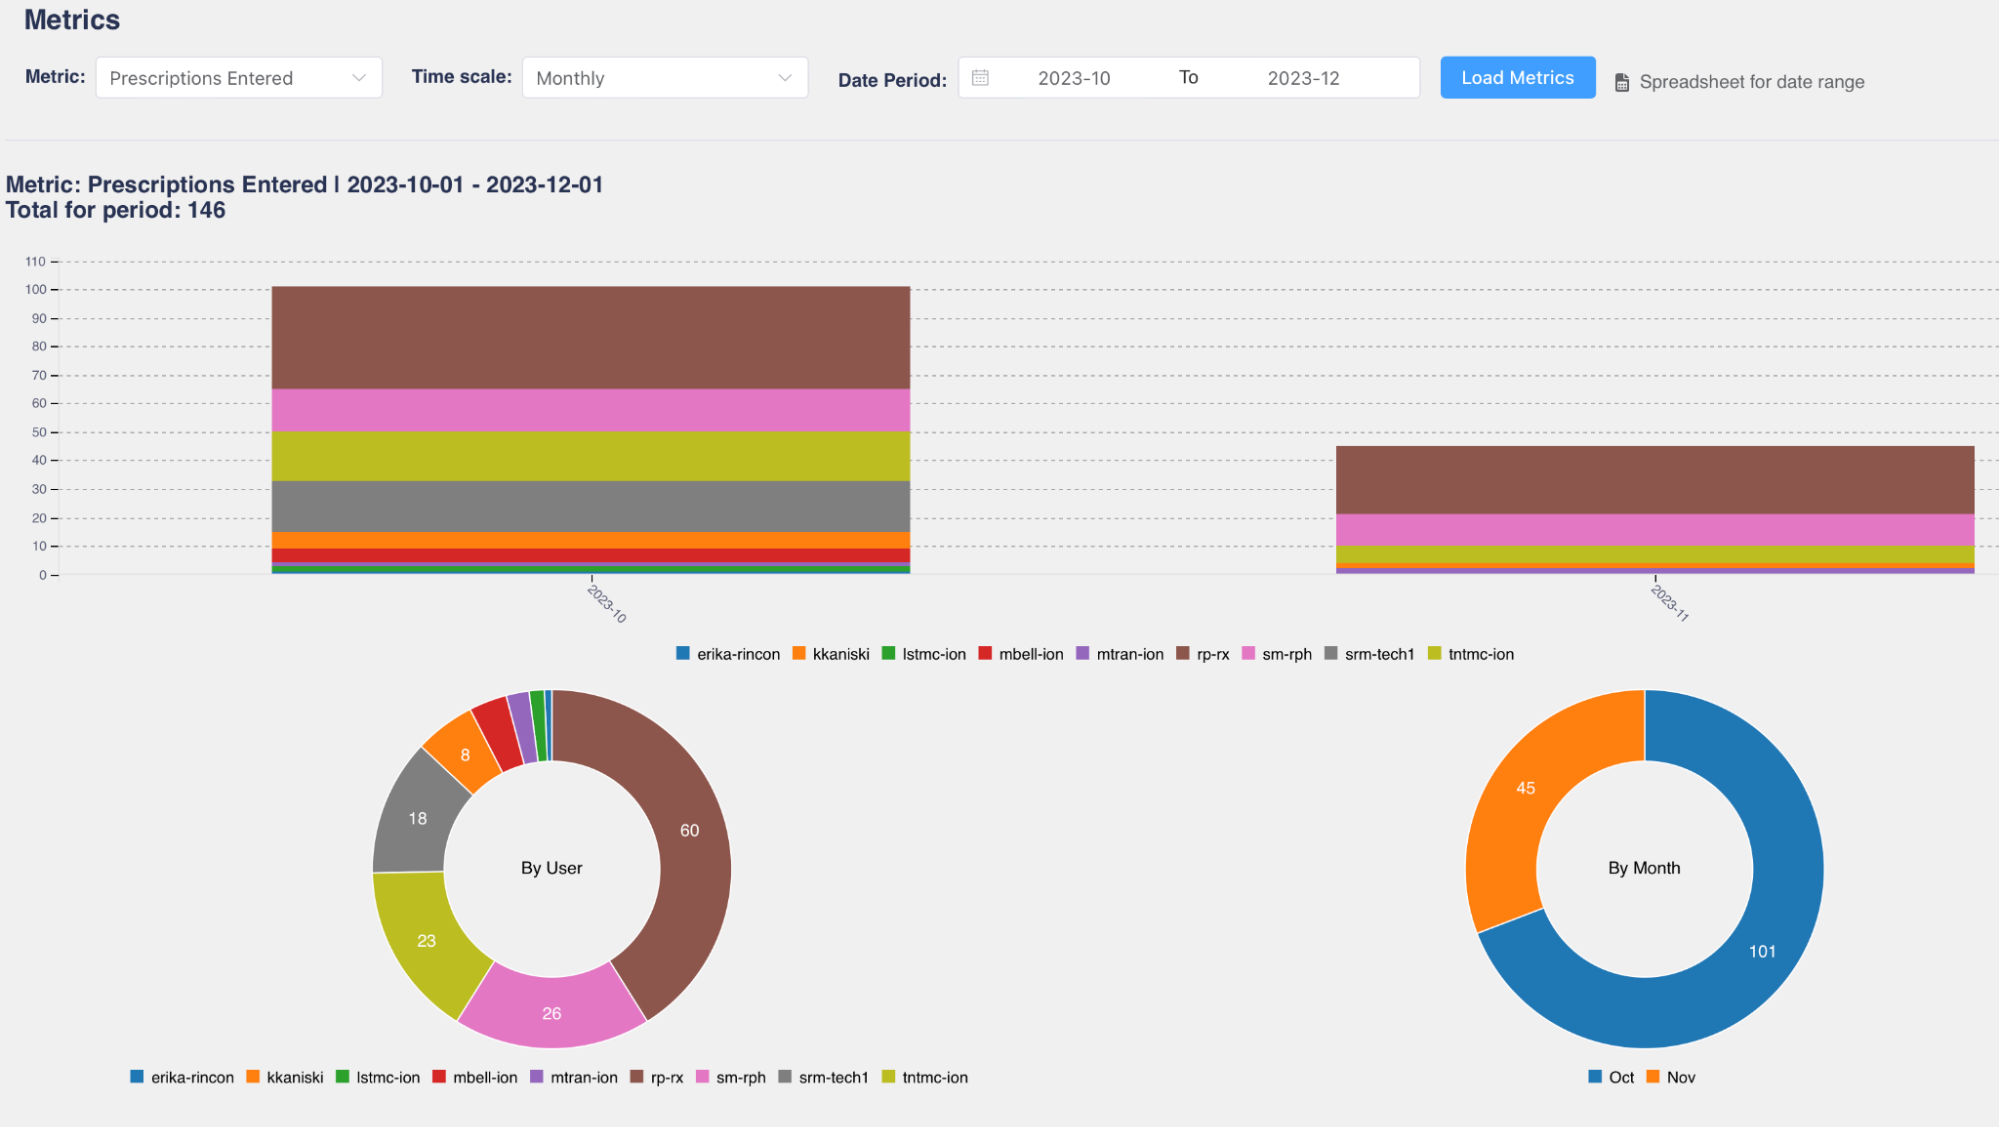 Metrics
Metric: Prescriptions Entered Time scale: Monthly Date Period: 2023-10 To 2023-12 Load Metrics Spreadsheet for date range
Metric: Prescriptions Entered | 2023-10-01 - 2023-12-01
Total for period: 146
110
100
90
80
70
60
50
40
30
20
10
0
2023-10 2023-11
erika-rincon kkaniski lstmc-ion mbell-ion mtran-ion rp-rx sm-rph srm-tech1 tntmc-ion
8
18
60
By User
23
26
erika-rincon kkaniski lstmc-ion mbell-ion mtran-ion rp-rx sm-rph srm-tech1 tntmc-ion
45
By Month
101
Oct Nov